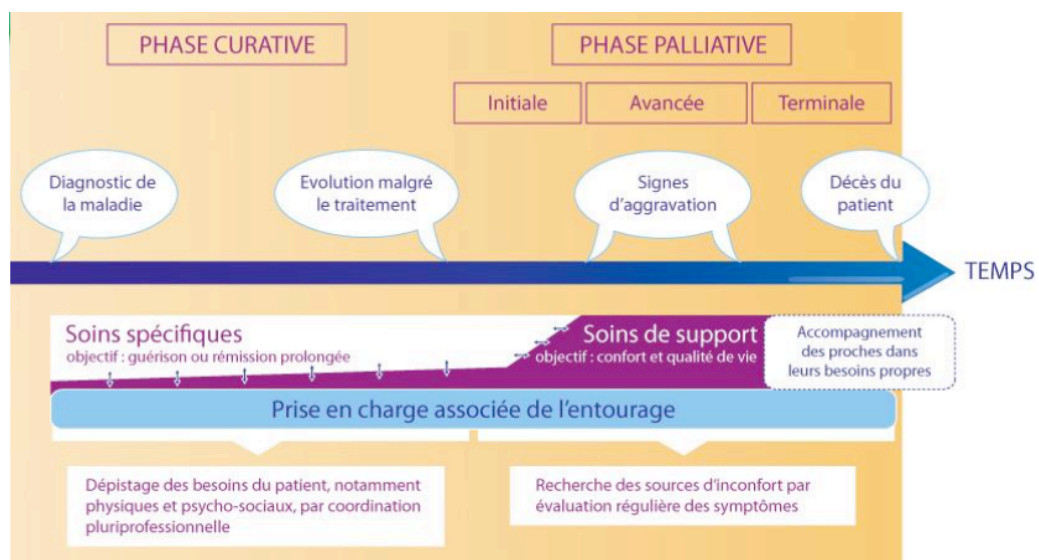 PHASE CURATIVE
PHASE PALLIATIVE
Initiale
Avancée
Terminale
Diagnostic de
la maladie
Evolution malgré
le traitement
Signes
d'aggravation
Décès du
patient
TEMPS
Soins spécifiques
objectif : guérison ou rémission prolongée
Soins de support
objectif : confort et qualité de vie
Accompagnement
des proches dans
leurs besoins propres
Prise en charge associée de l'entourage
Dépistage des besoins du patient, notamment
physiques et psycho-sociaux, par coordination
pluriprofessionnelle
Recherche des sources d'inconfort par
évaluation régulière des symptômes